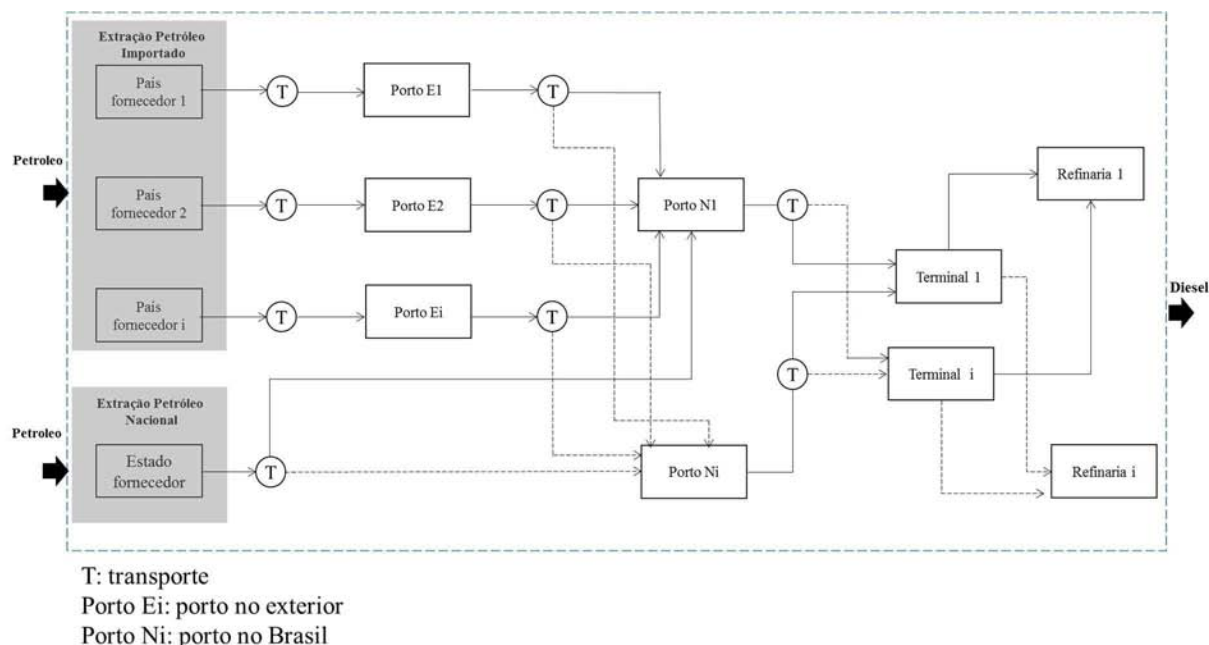 Extração Petróleo
Importado
País
fornecedor 1
T
Porto E1
T
Petroleo
País
fornecedor 2
T
Porto E2
T
Porto N1
T
Refinaria 1
País
fornecedor i
T
Porto Ei
T
Terminal 1
Diesel
T
Terminal i
Extração Petróleo
Nacional
Petroleo
Estado
fornecedor
T
Porto Ni
Refinaria i
T: transporte
Porto Ei: porto no exterior
Porto Ni: porto no Brasil